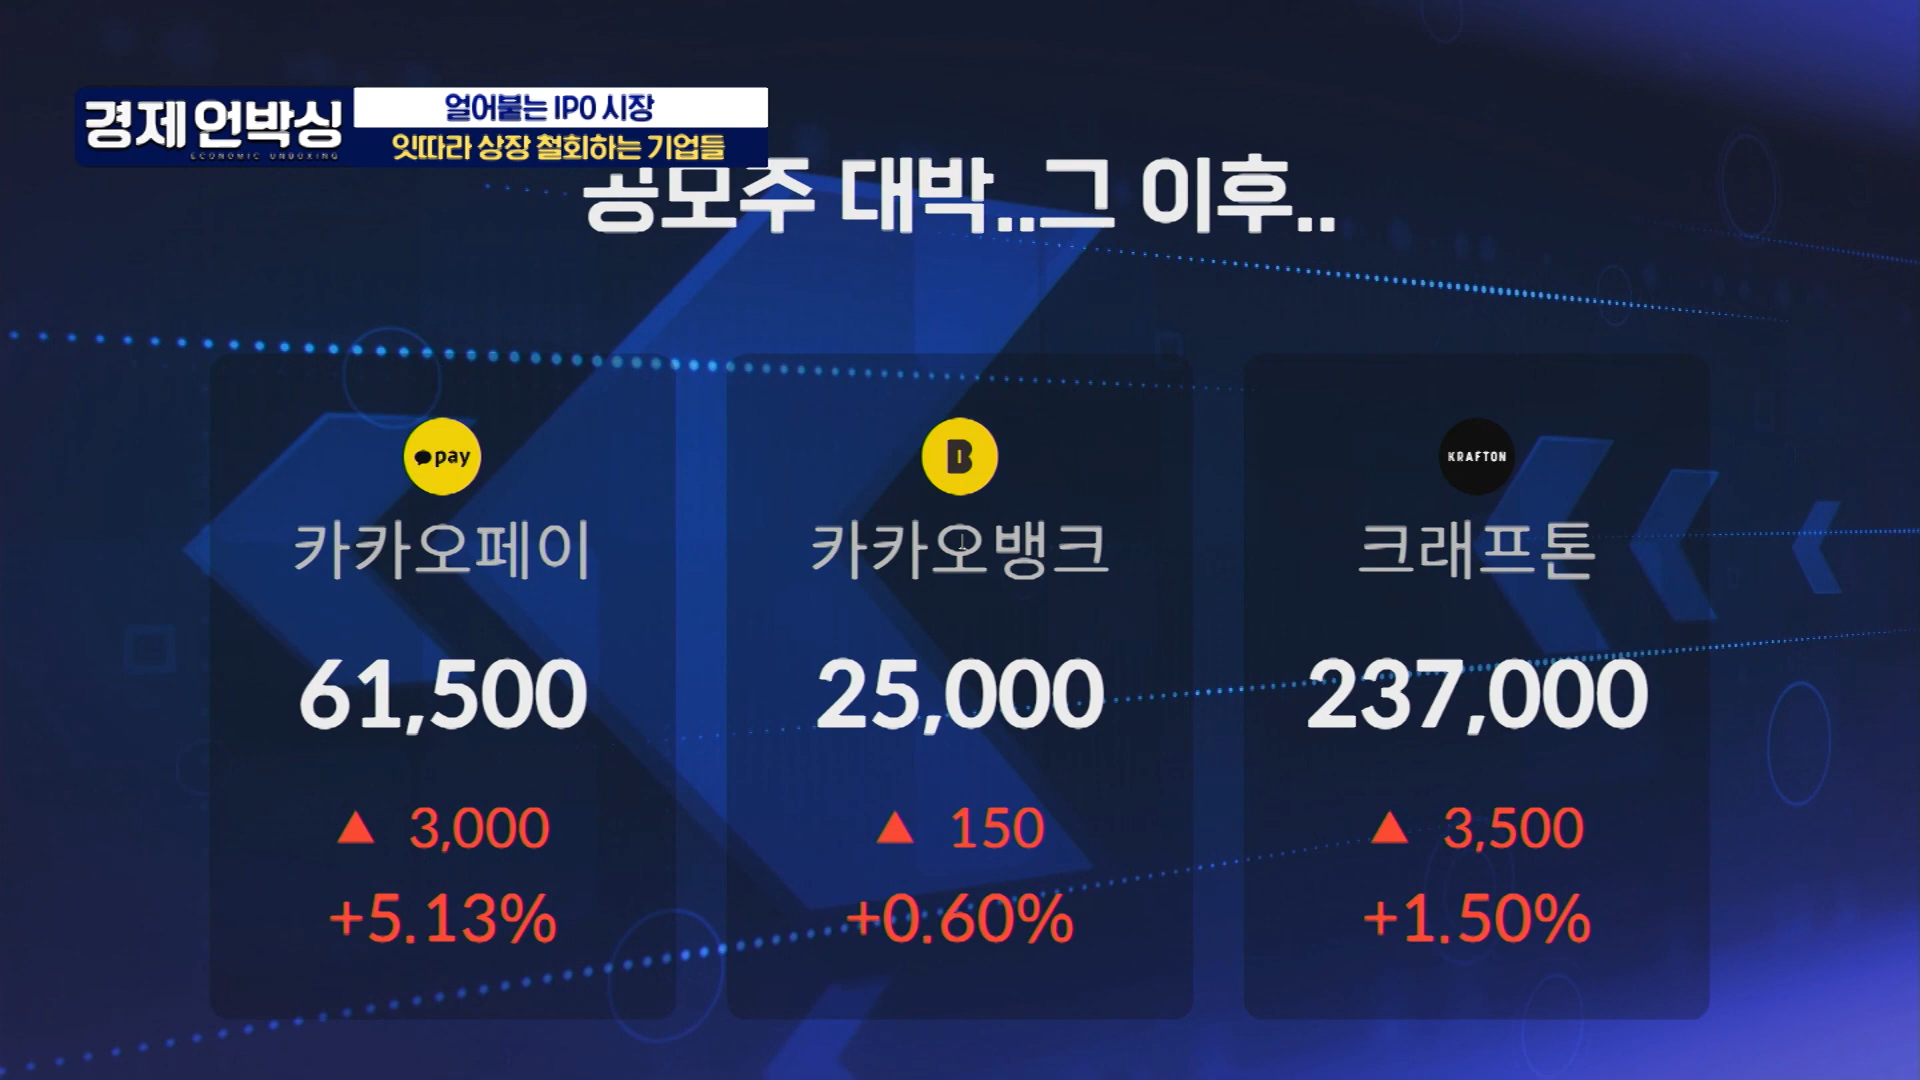 경제 언박싱
ECONOMIC UNBOXING
얼어붙는 IPO 시장
잇따라 상장 철회하는 기업들
공모주 대박..그 이후..
pay
B
KRAFTON
카카오페이
카카오뱅크
크래프톤
61,500
25,000
237,000
▲ 3,000
▲ 150
▲ 3,500
+5.13%
+0.60%
+1.50%